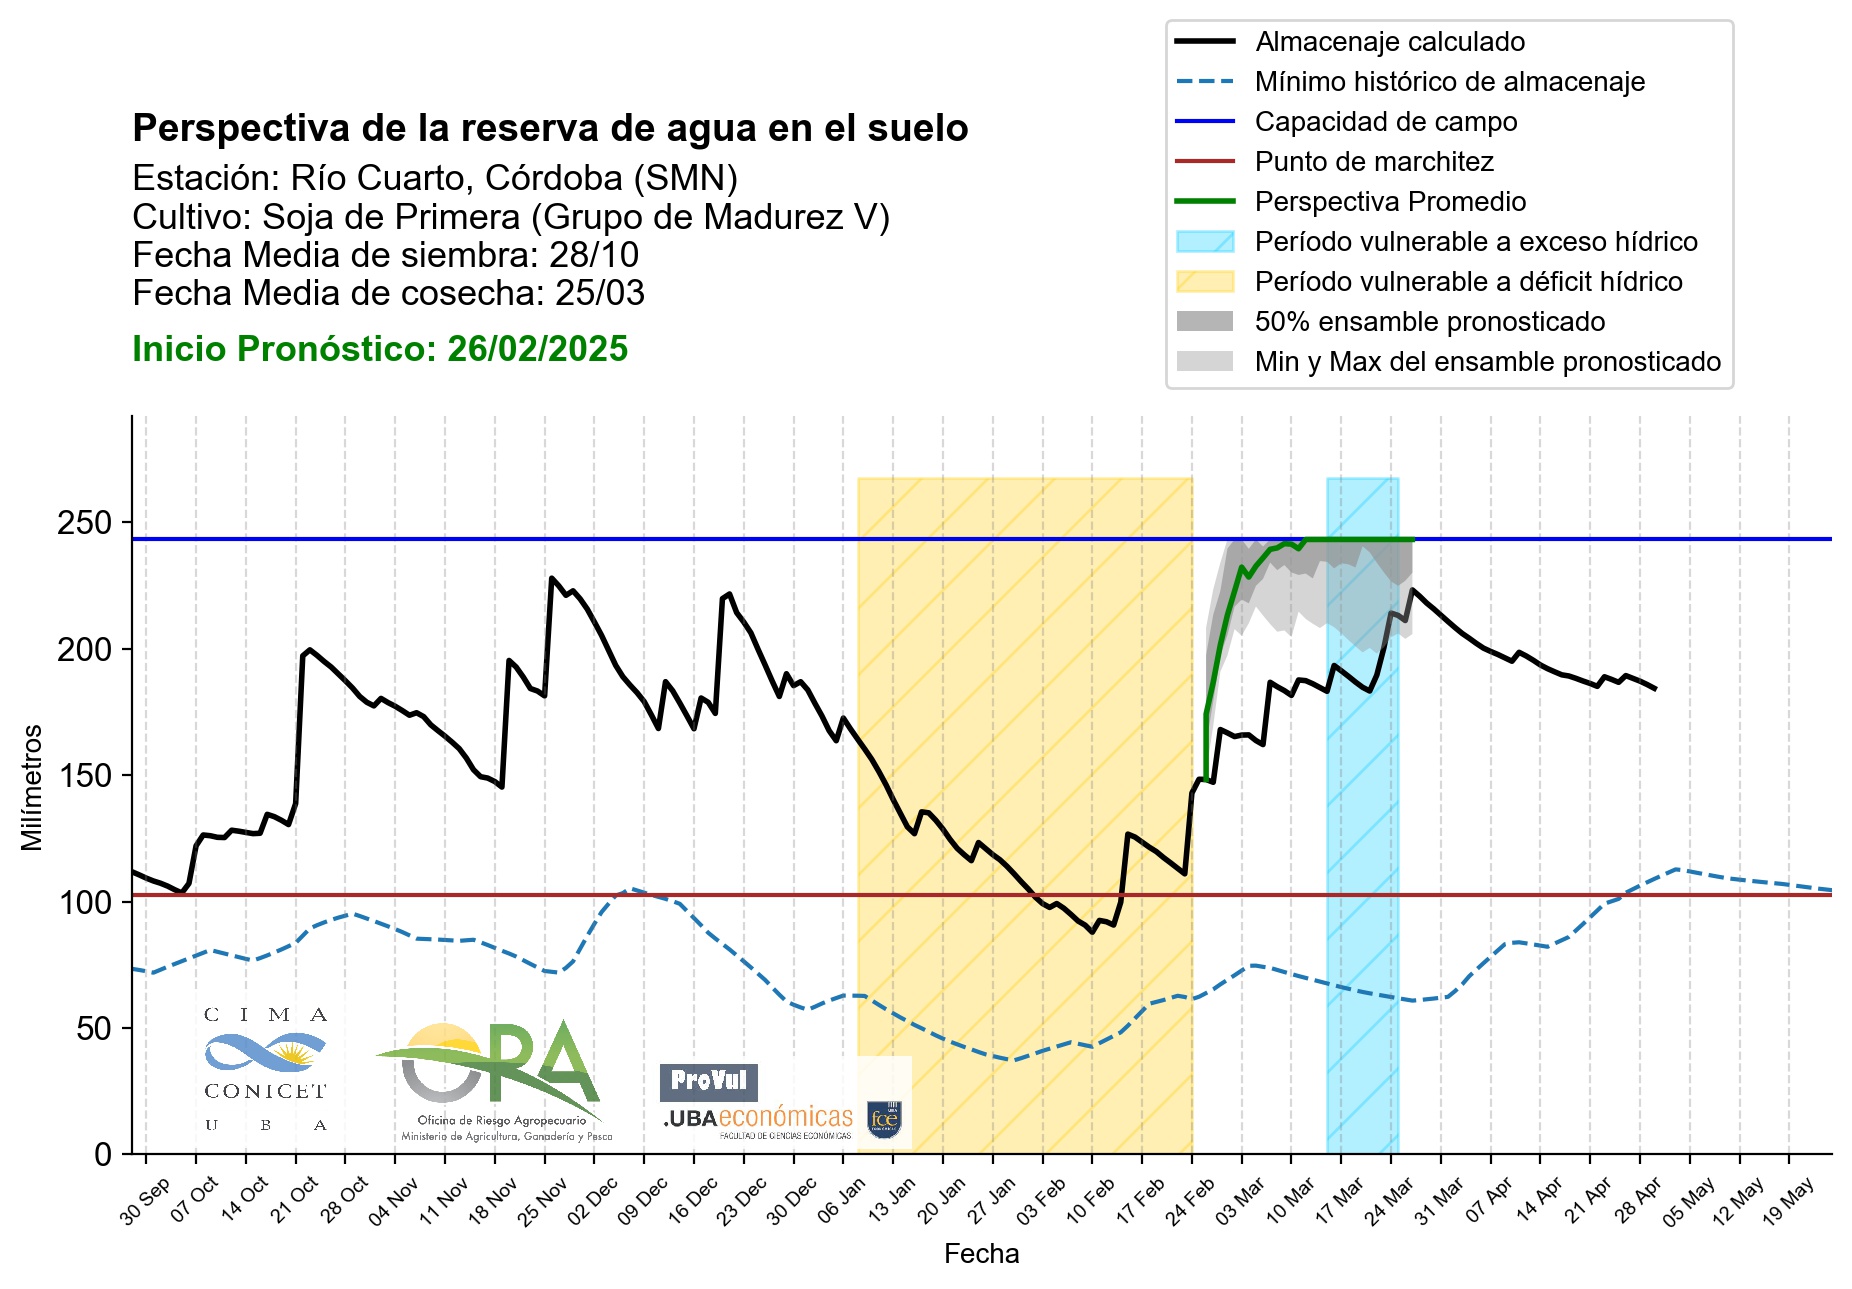 Almacenaje calculado
Mínimo histórico de almacenaje
Capacidad de campo
Punto de marchitez
Perspectiva Promedio
Período vulnerable a exceso hídrico
Período vulnerable a déficit hídrico
50% ensamble pronosticado
Min y Max del ensamble pronosticado
Perspectiva de la reserva de agua en el suelo
Estación: Río Cuarto, Córdoba (SMN)
Cultivo: Soja de Primera (Grupo de Madurez V)
Fecha Media de siembra: 28/10
Fecha Media de cosecha: 25/03
Inicio Pronóstico: 26/02/2025
Milímetros
250
200
150
100
50
0
CIMA
CONICET
UBA
ORA
Oficina de Riesgo Agropecuario
Ministerio de Agricultura, Ganadería y Pesca
ProVul
.UBAeconómicas
FACULTAD DE CIENCIAS ECONÓMICAS
fce
30 Sep
07 Oct
14 Oct
21 Oct
28 Oct
04 Nov
11 Nov
18 Nov
25 Nov
02 Dec
09 Dec
16 Dec
23 Dec
30 Dec
06 Jan
13 Jan
20 Jan
27 Jan
03 Feb
10 Feb
17 Feb
24 Feb
03 Mar
10 Mar
17 Mar
24 Mar
31 Mar
07 Apr
14 Apr
21 Apr
28 Apr
05 May
12 May
19 May
Fecha